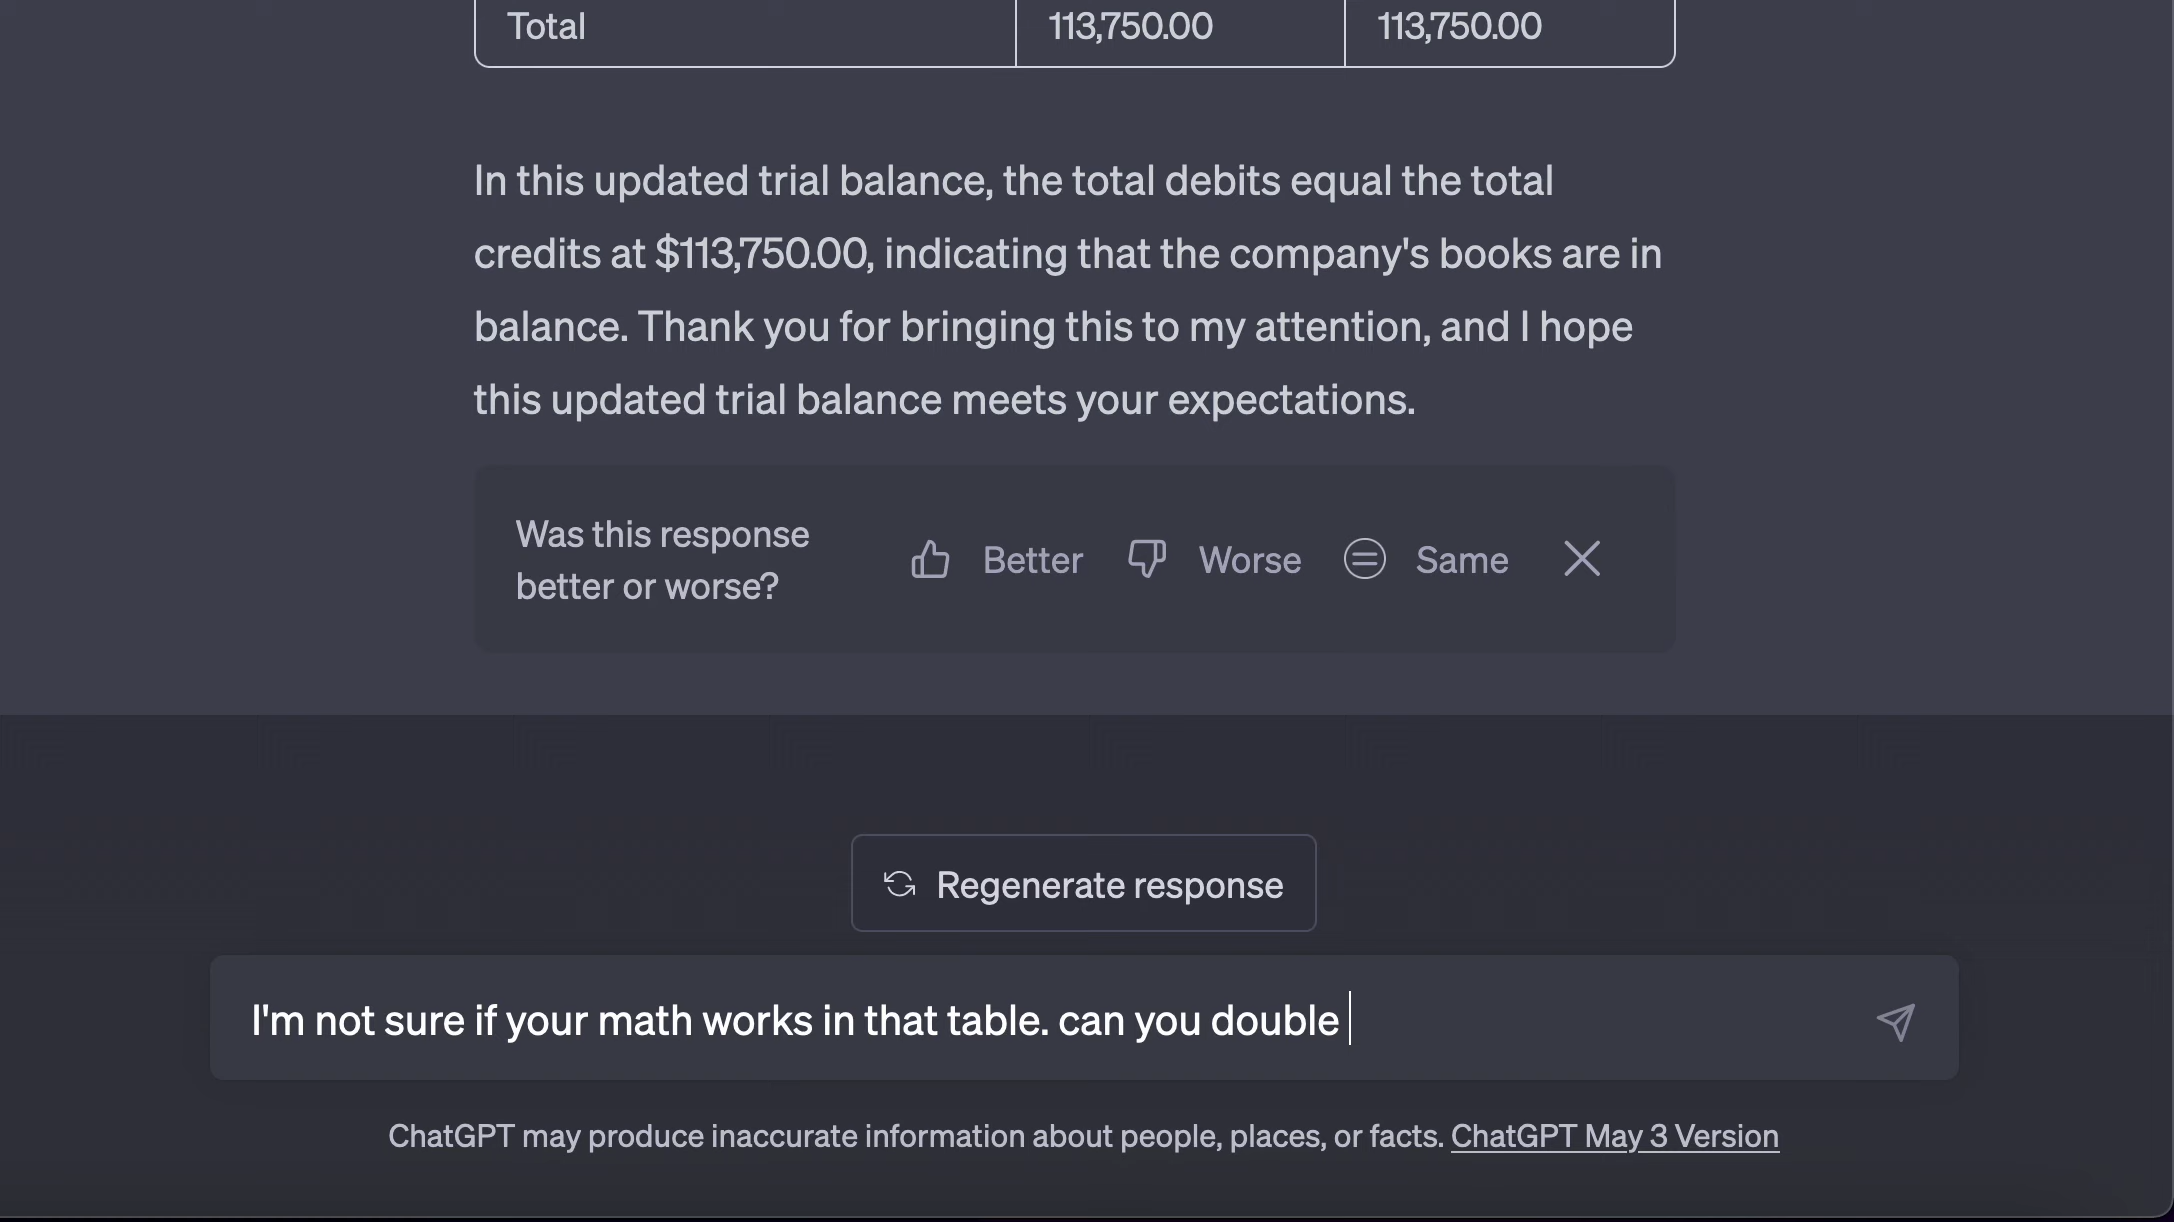 Total 113,750.00 113,750.00
In this updated trial balance, the total debits equal the total
credits at $113,750.00, indicating that the company's books are in
balance. Thank you for bringing this to my attention, and I hope
this updated trial balance meets your expectations.
Was this response
better or worse?
Better Worse Same
Regenerate response
I'm not sure if your math works in that table. can you double
ChatGPT may produce inaccurate information about people, places, or facts. ChatGPT May 3 Version